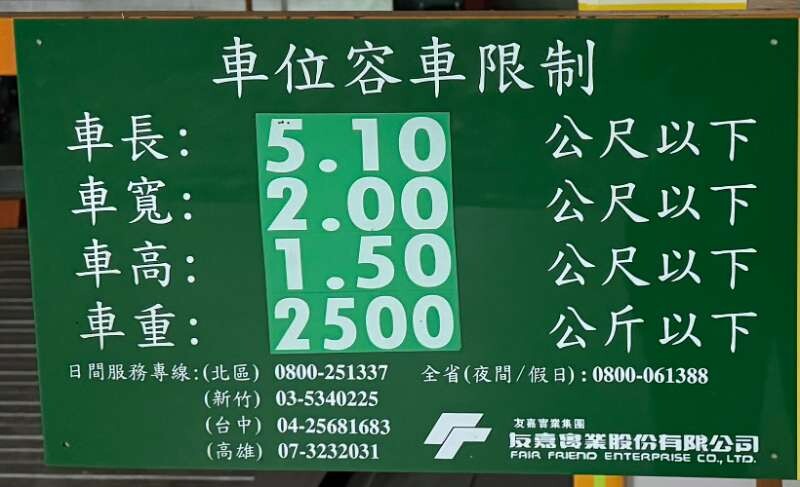 車位容車限制
車長: 5.10 公尺以下
車寬: 2.00 公尺以下
車高: 1.50 公尺以下
車重: 2500 公斤以下
日間服務專線:(北區) 0800-251337 全省(夜間/假日) : 0800-061388
(新竹) 03-5340225
(台中) 04-25681683
(高雄) 07-3232031
友嘉實業集團
友嘉實業股份有限公司
FAIR FRIEND ENTERPRISE CO., LTD.